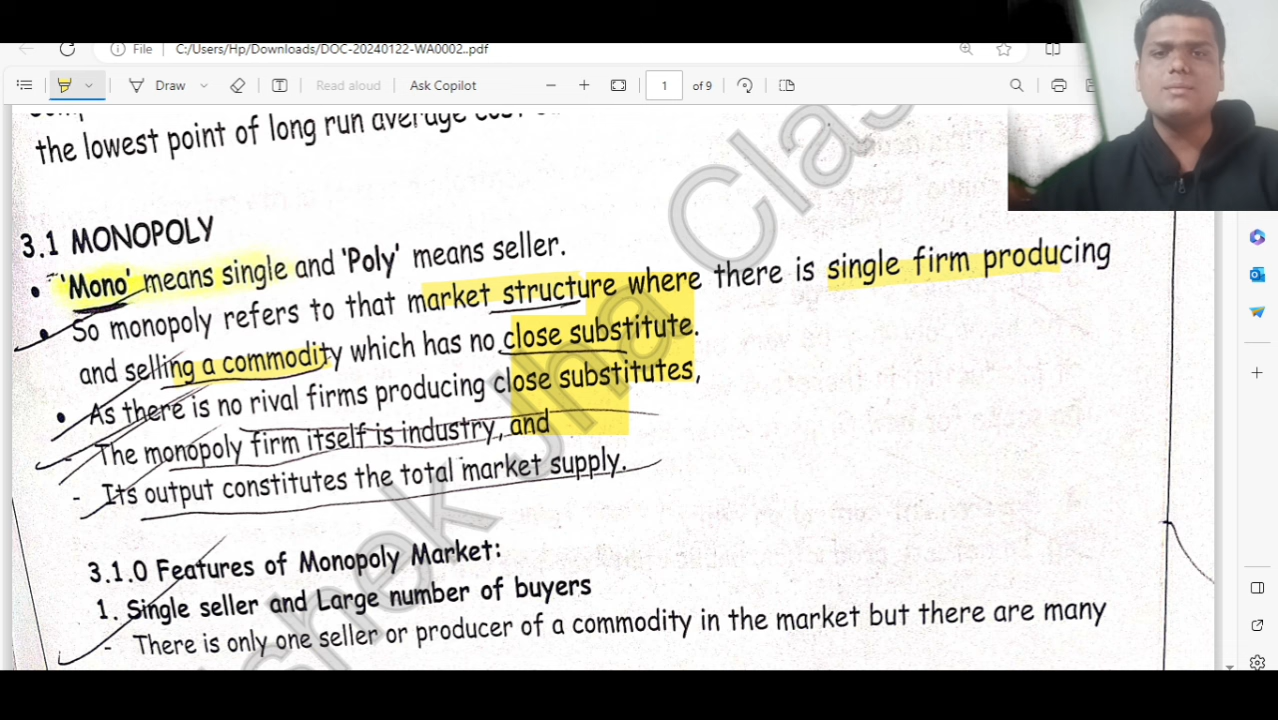 File C:/Users/Hp/Downloads/DOC-20240122-WA0002..pdf
Draw Read aloud Ask Copilot 1 of 9
the lowest point of long run average
3.1 MONOPOLY
• 'Mono' means single and 'Poly' means seller.
• So monopoly refers to that market structure where there is single firm producing
and selling a commodity which has no close substitute.
• As there is no rival firms producing close substitutes,
- The monopoly firm itself is industry, and
- Its output constitutes the total market supply.
3.1.0 Features of Monopoly Market:
1. Single seller and Large number of buyers
- There is only one seller or producer of a commodity in the market but there are many